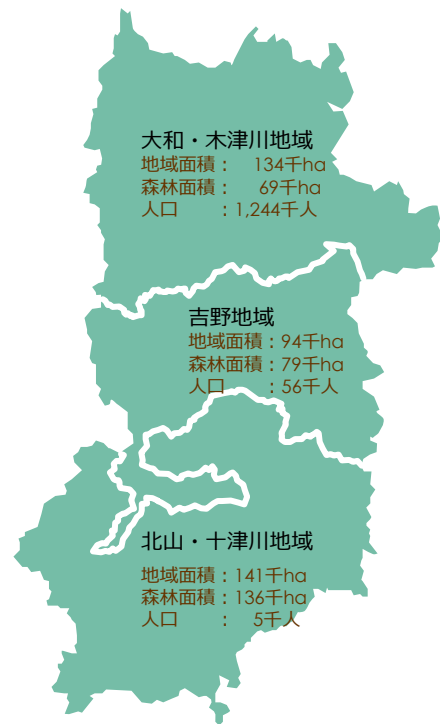 大和・木津川地域
地域面積： 134千ha
森林面積： 69千ha
人口 ：1,244千人
吉野地域
地域面積：94千ha
森林面積：79千ha
人口 ：56千人
北山・十津川地域
地域面積：141千ha
森林面積：136千ha
人口 ： 5千人